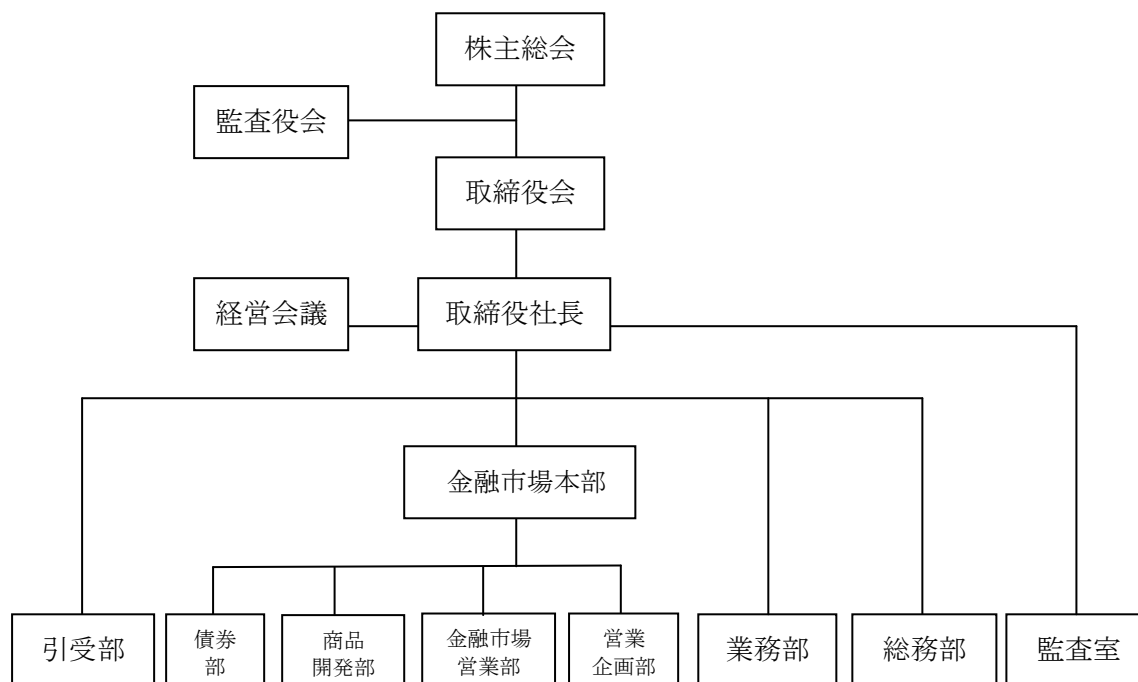 株主総会
監査役会
取締役会
経営会議
取締役社長
金融市場本部
引受部
債券
部
商品
開発部
金融市場
営業部
営業
企画部
業務部
総務部
監査室